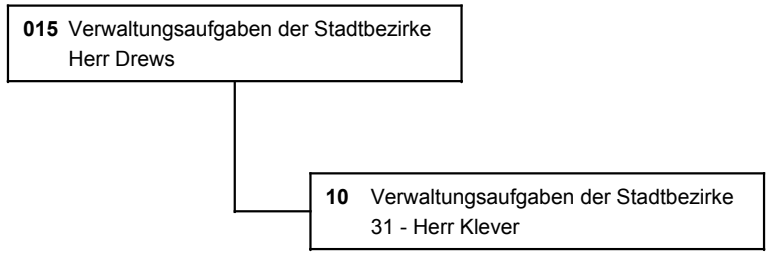 015 Verwaltungsaufgaben der Stadtbezirke
Herr Drews
10 Verwaltungsaufgaben der Stadtbezirke
31 - Herr Klever